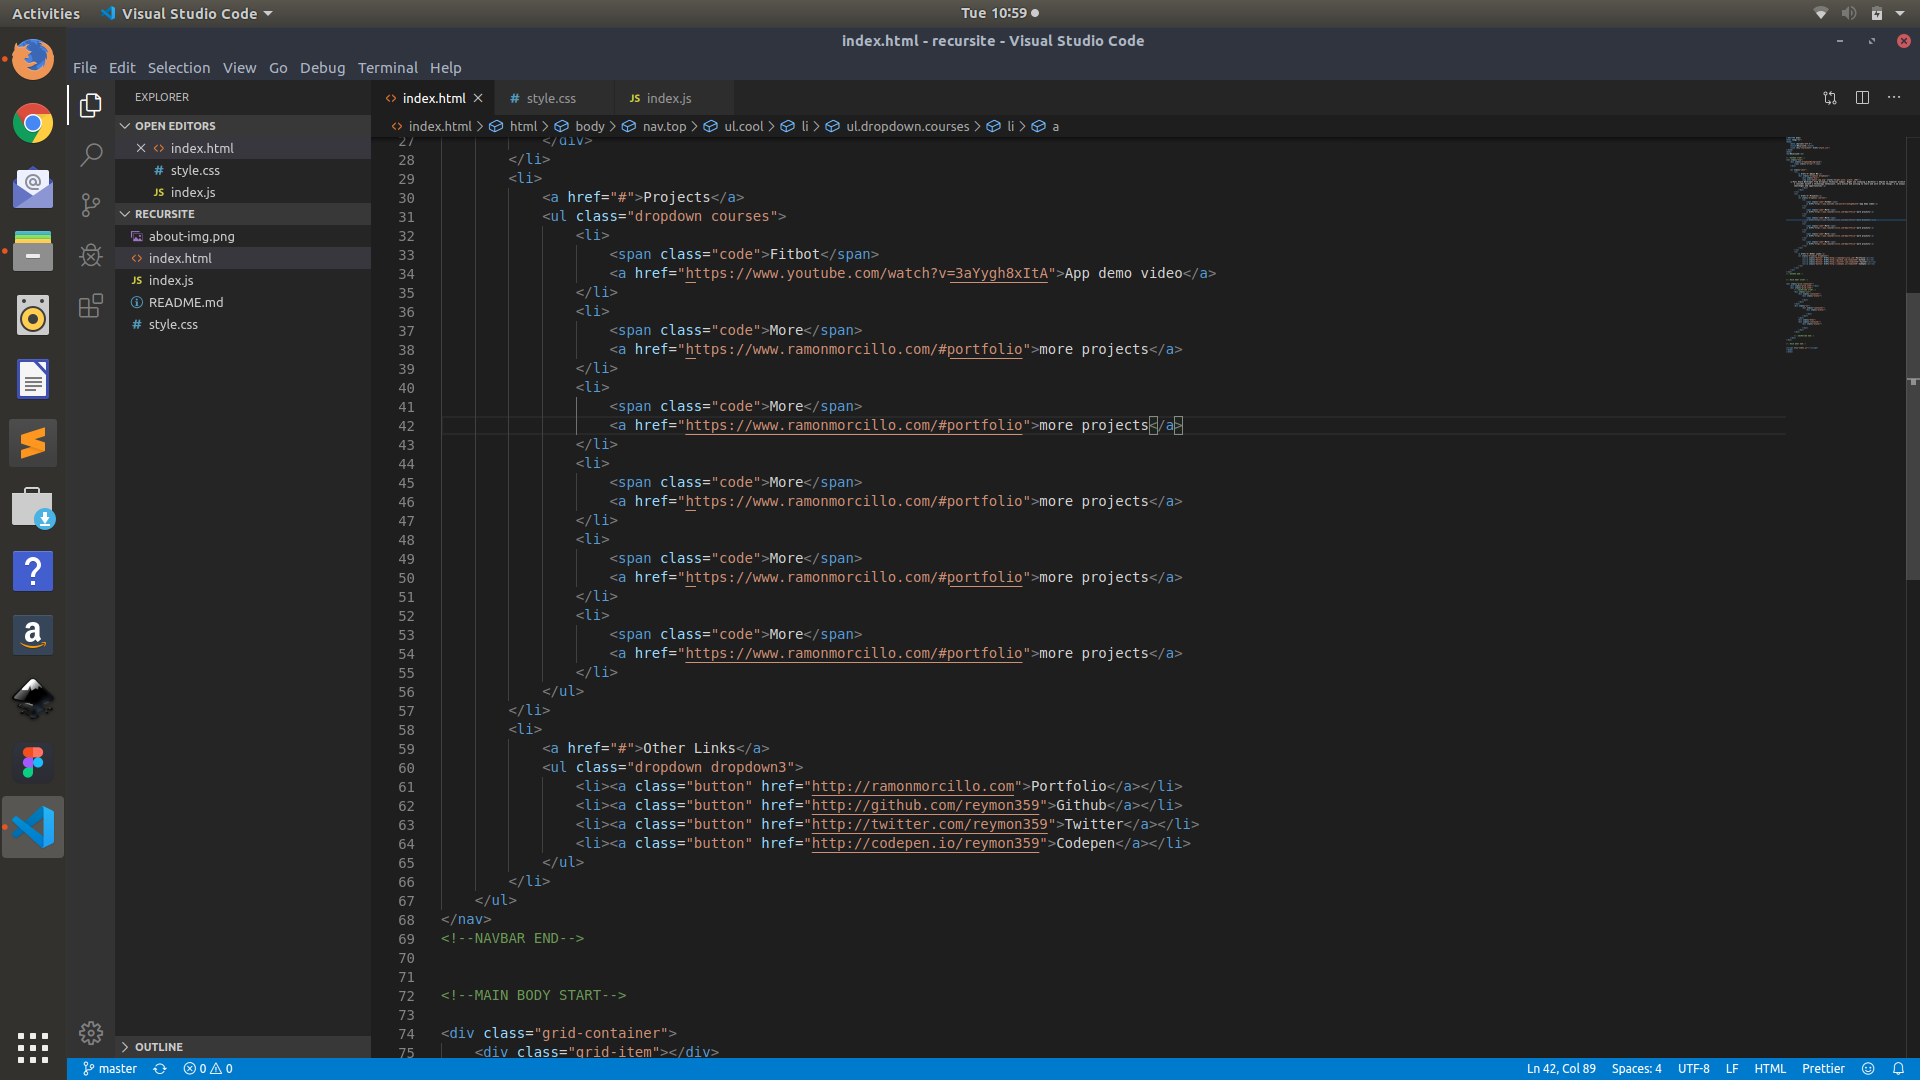 Activities Visual Studio Code Tue 10:59
index.html - recursite - Visual Studio Code
File Edit Selection View Go Debug Terminal Help
EXPLORER
OPEN EDITORS
index.html
style.css
index.js
RECURSITE
about-img.png
index.html
index.js
README.md
style.css
OUTLINE
index.html style.css index.js
index.html > html > body > nav.top > ul.cool > li > ul.dropdown.courses > li > a
27 </div>
28 </li>
29 <li>
30 <a href="#">Projects</a>
31 <ul class="dropdown courses">
32 <li>
33 <span class="code">Fitbot</span>
34 <a href="https://www.youtube.com/watch?v=3aYygh8xItA">App demo video</a>
35 </li>
36 <li>
37 <span class="code">More</span>
38 <a href="https://www.ramonmorcillo.com/#portfolio">more projects</a>
39 </li>
40 <li>
41 <span class="code">More</span>
42 <a href="https://www.ramonmorcillo.com/#portfolio">more projects</a>
43 </li>
44 <li>
45 <span class="code">More</span>
46 <a href="https://www.ramonmorcillo.com/#portfolio">more projects</a>
47 </li>
48 <li>
49 <span class="code">More</span>
50 <a href="https://www.ramonmorcillo.com/#portfolio">more projects</a>
51 </li>
52 <li>
53 <span class="code">More</span>
54 <a href="https://www.ramonmorcillo.com/#portfolio">more projects</a>
55 </li>
56 </ul>
57 </li>
58 <li>
59 <a href="#">Other Links</a>
60 <ul class="dropdown dropdown3">
61 <li><a class="button" href="http://ramonmorcillo.com">Portfolio</a></li>
62 <li><a class="button" href="http://github.com/reymon359">Github</a></li>
63 <li><a class="button" href="http://twitter.com/reymon359">Twitter</a></li>
64 <li><a class="button" href="http://codepen.io/reymon359">Codepen</a></li>
65 </ul>
66 </li>
67 </ul>
68 </nav>
69 <!--NAVBAR END-->
70
71
72 <!--MAIN BODY START-->
73
74 <div class="grid-container">
75 <div class="grid-item"></div>
master 0 0 Ln 42, Col 89 Spaces: 4 UTF-8 LF HTML Prettier